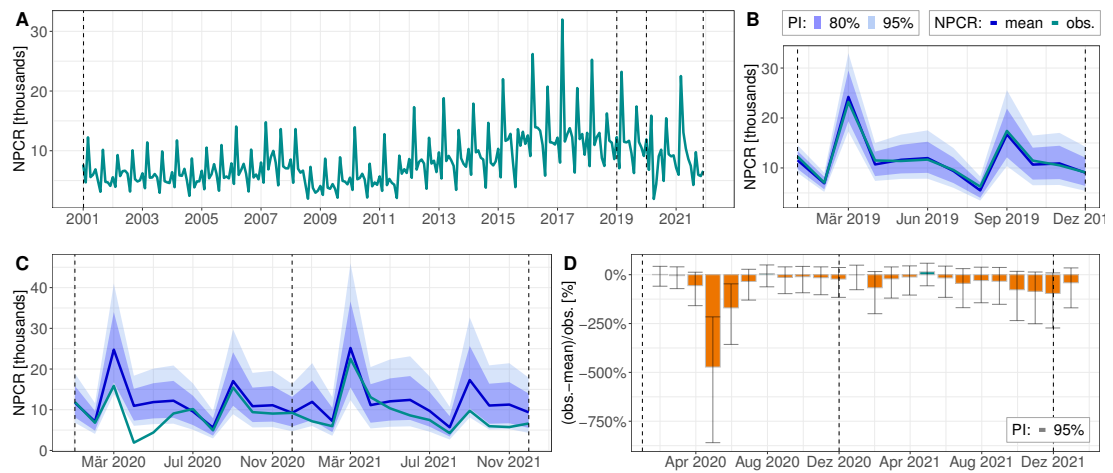 A
NPCR [thousands]
30
20
10
2001 2003 2005 2007 2009 2011 2013 2015 2017 2019 2021
B
PI: 80% 95%
NPCR: mean obs.
NPCR [thousands]
30
20
10
Mär 2019 Jun 2019 Sep 2019 Dez 2019
C
NPCR [thousands]
40
30
20
10
0
Mär 2020 Jul 2020 Nov 2020 Mär 2021 Jul 2021 Nov 2021
D
(obs.−mean)/obs. [%]
0%
−250%
−500%
−750%
PI: 95%
Apr 2020 Aug 2020 Dez 2020 Apr 2021 Aug 2021 Dez 2021